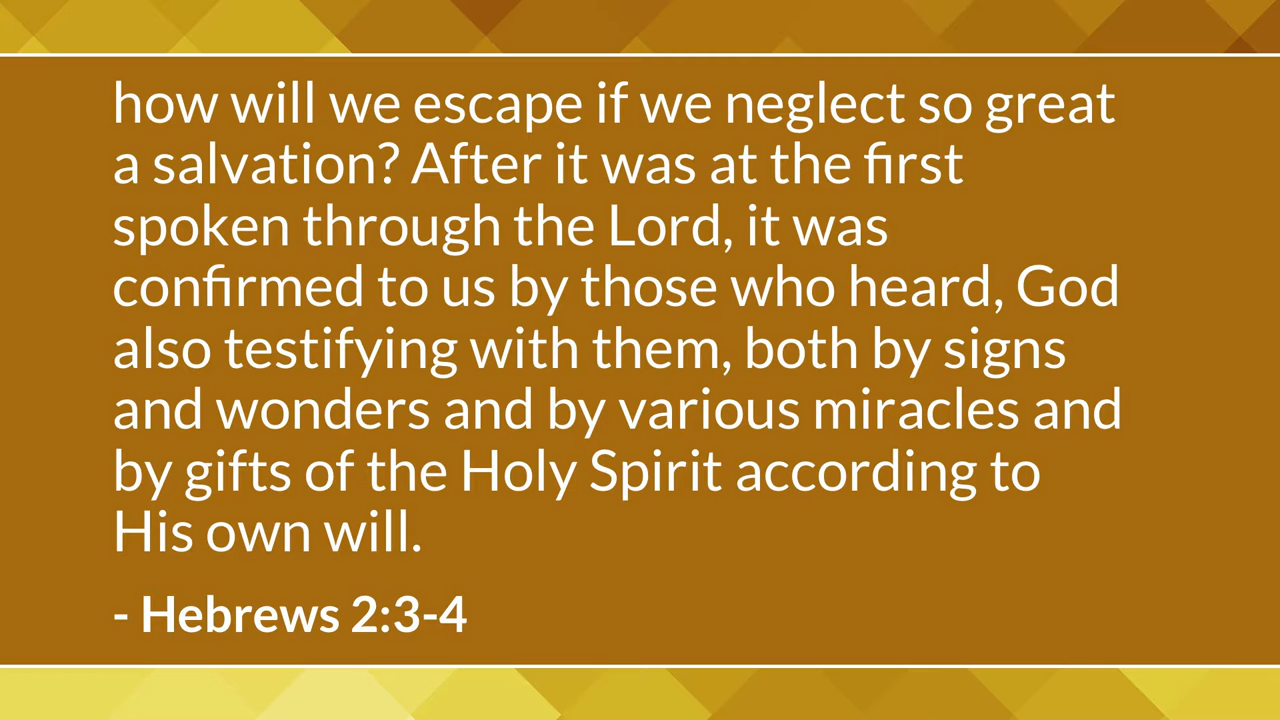 how will we escape if we neglect so great
a salvation? After it was at the first
spoken through the Lord, it was
confirmed to us by those who heard, God
also testifying with them, both by signs
and wonders and by various miracles and
by gifts of the Holy Spirit according to
His own will.
- Hebrews 2:3-4